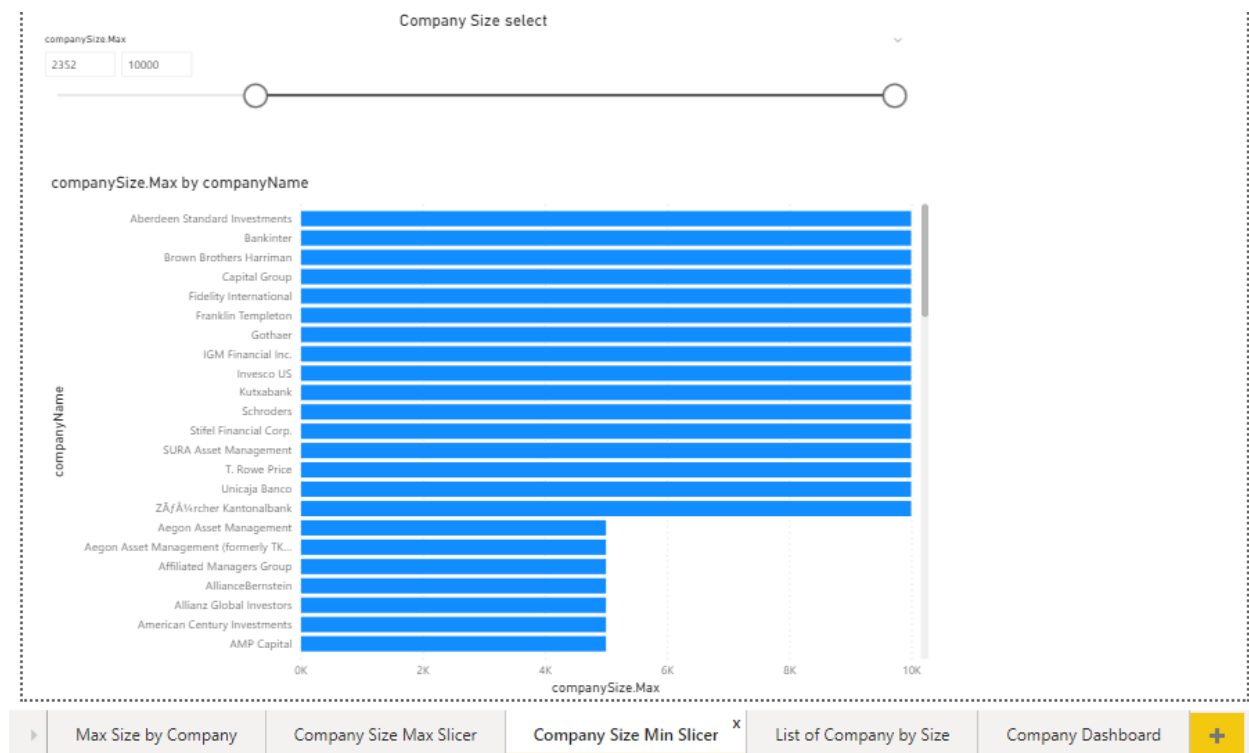 Company Size select
companySize.Max
2352 10000
companySize.Max by companyName
companyName
Aberdeen Standard Investments
Bankinter
Brown Brothers Harriman
Capital Group
Fidelity International
Franklin Templeton
Gothaer
IGM Financial Inc.
Invesco US
Kutxabank
Schroders
Stifel Financial Corp.
SURA Asset Management
T. Rowe Price
Unicaja Banco
ZÃƒÂ¼rcher Kantonalbank
Aegon Asset Management
Aegon Asset Management (formerly TK...
Affiliated Managers Group
AllianceBernstein
Allianz Global Investors
American Century Investments
AMP Capital
0K 2K 4K 6K 8K 10K
companySize.Max
Max Size by Company Company Size Max Slicer Company Size Min Slicer x List of Company by Size Company Dashboard +